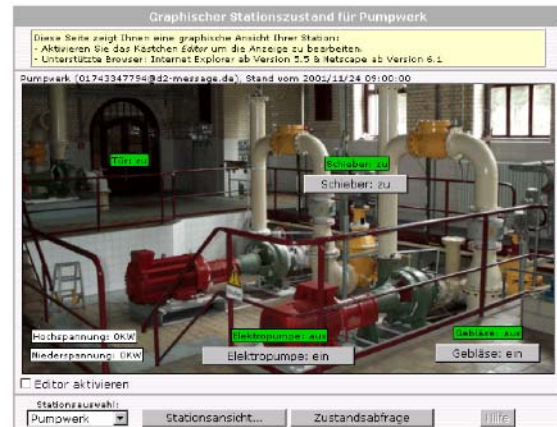 Graphischer Stationszustand für Pumpwerk
Diese Seite zeigt Ihnen eine graphische Ansicht Ihrer Station:
- Aktivieren Sie das Kästchen Editor um die Anzeige zu bearbeiten.
- Unterstützte Browser: Internet Explorer ab Version 5.5 & Netscape ab Version 6.1
Pumpwerk (01743347794@d2-message.de), Stand vom 2001/11/24 09:00:00
Tür: zu
Schieber: zu
Schieber: zu
Hochspannung: 0KW
Elektropumpe: aus
Gebläse: aus
Niederspannung: 0KW
Elektropumpe: ein
Gebläse: ein
Editor aktivieren
Stationsauswahl:
Pumpwerk
Stationsansicht...
Zustandsabfrage
Hilfe